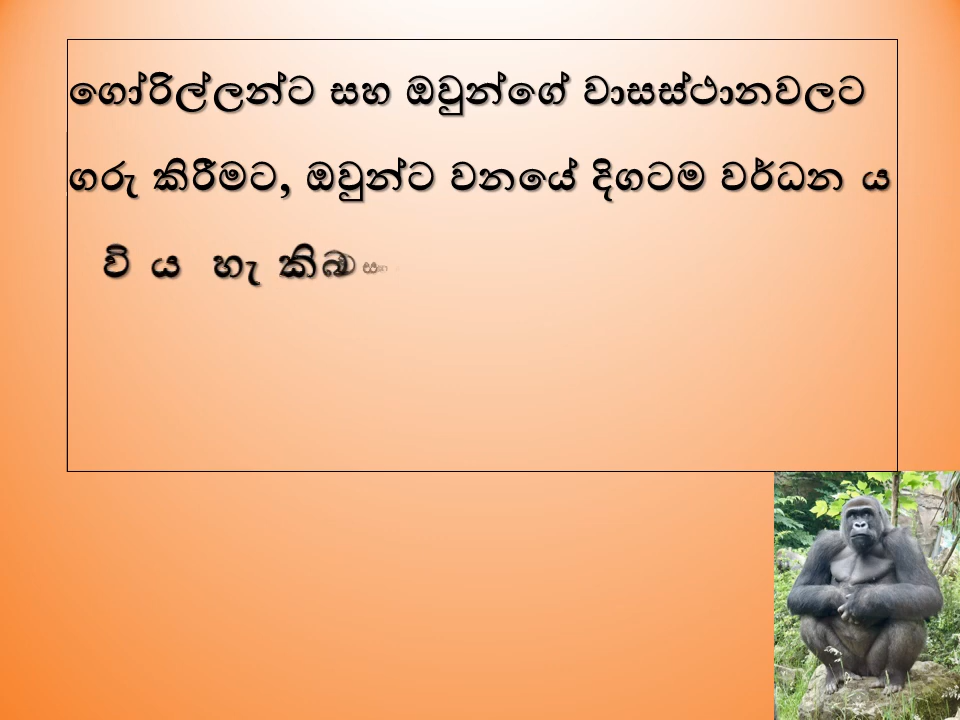 ගෝරිල්ලන්ට සහ ඔවුන්ගේ වාසස්ථානවලට
ගරු කිරීමට, ඔවුන්ට වනයේ දිගටම වර්ධන ය
වි ය හැ කි